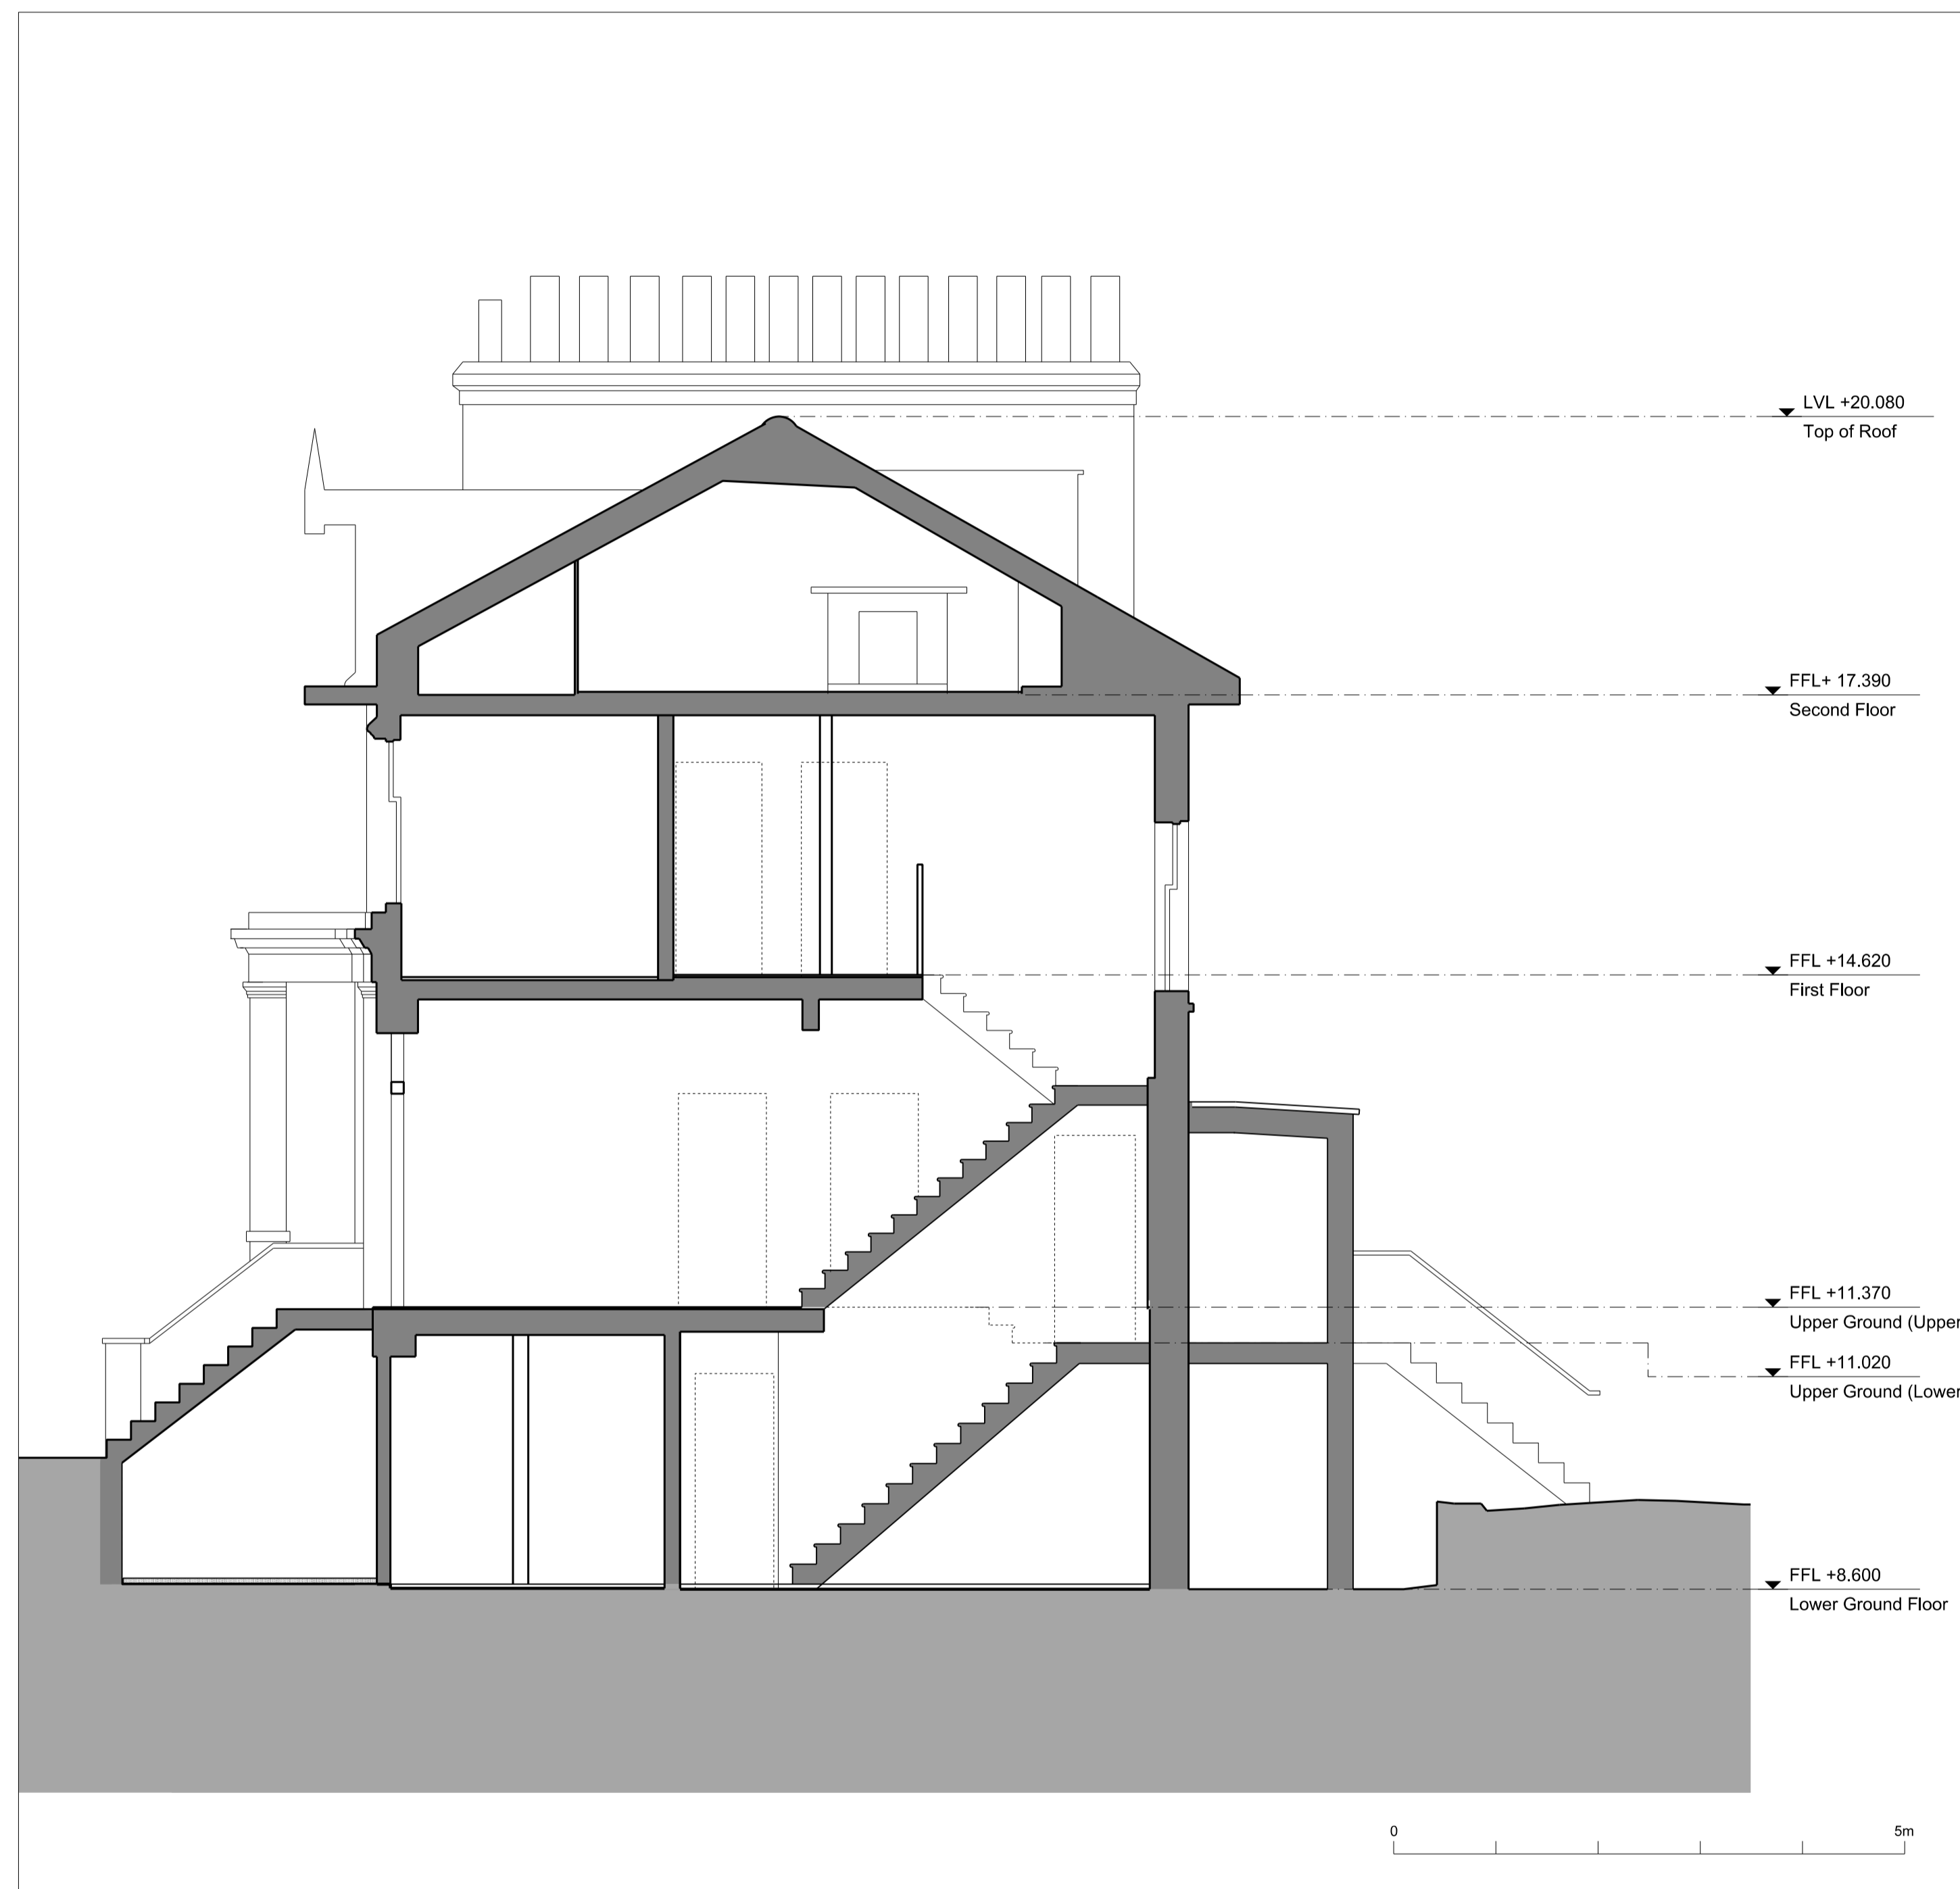 LVL +20.080
Top of Roof
FFL+ 17.390
Second Floor
FFL +14.620
First Floor
FFL +11.370
Upper Ground (Upper
FFL +11.020
Upper Ground (Lower
FFL +8.600
Lower Ground Floor
0 5m